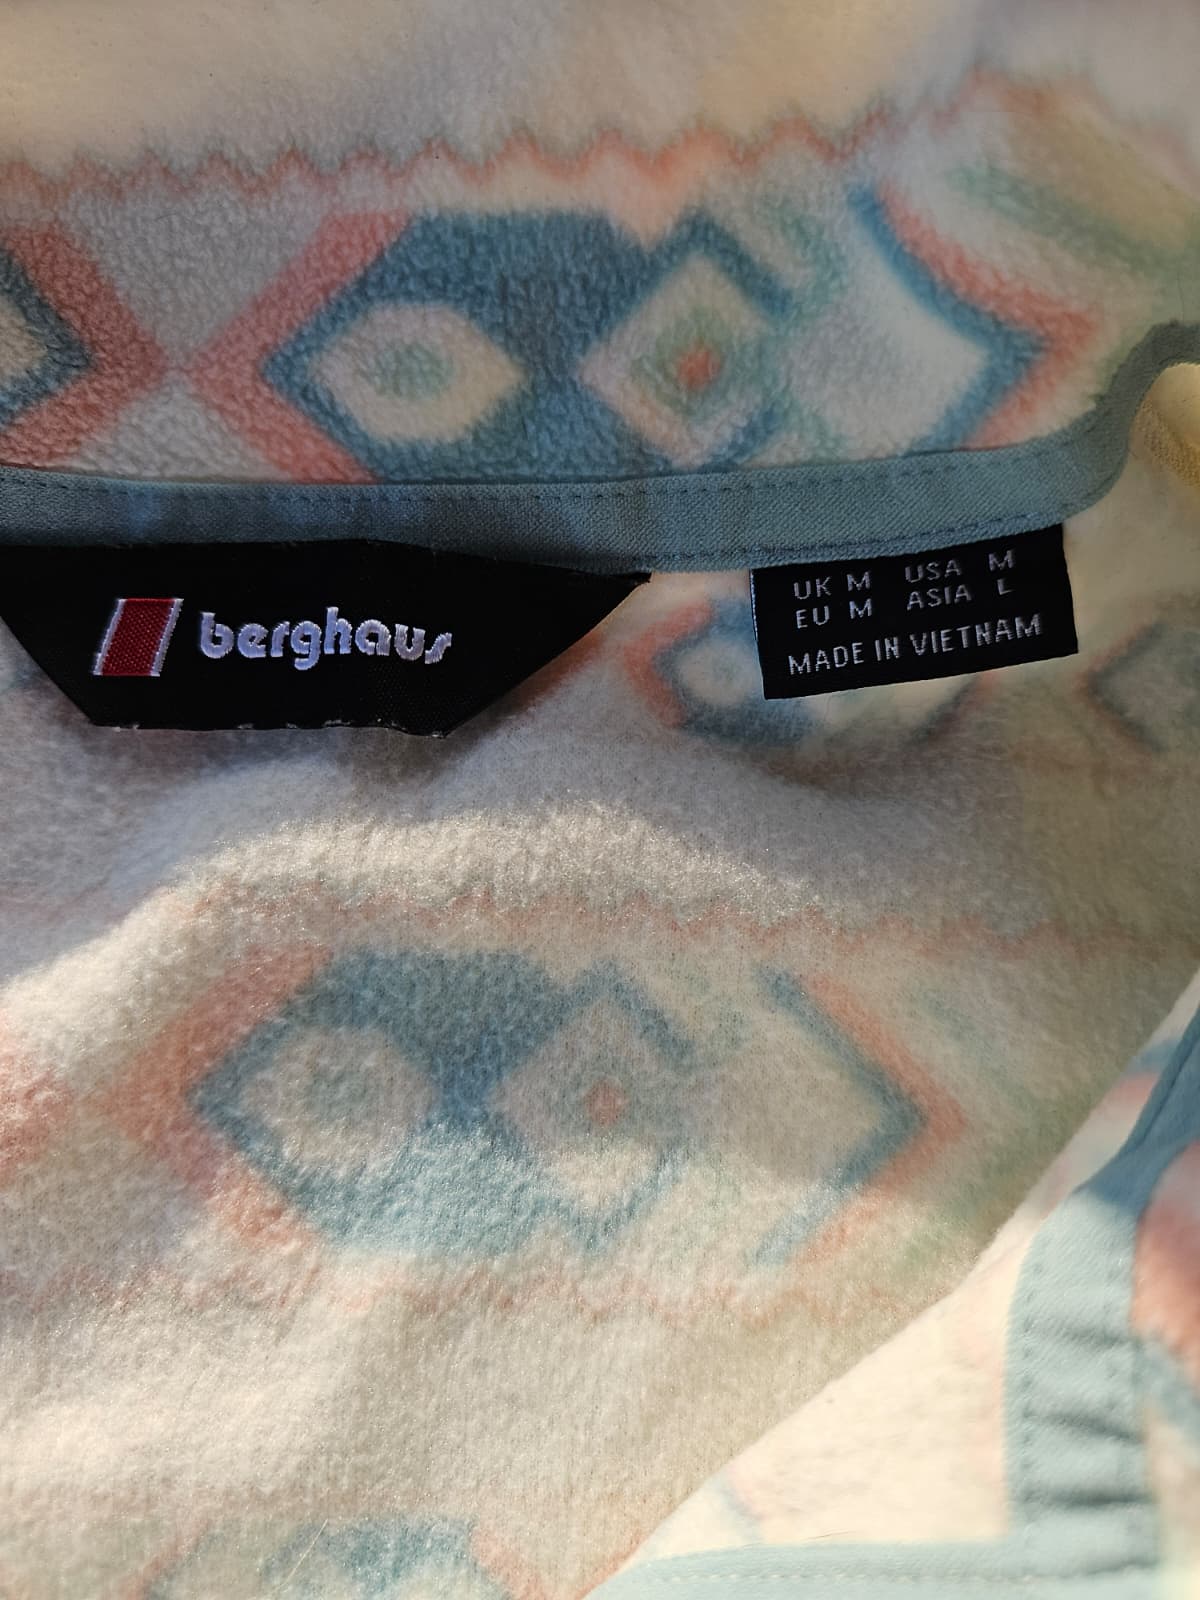 berghaus
UK M USA M
EU M ASIA L
MADE IN VIETNAM